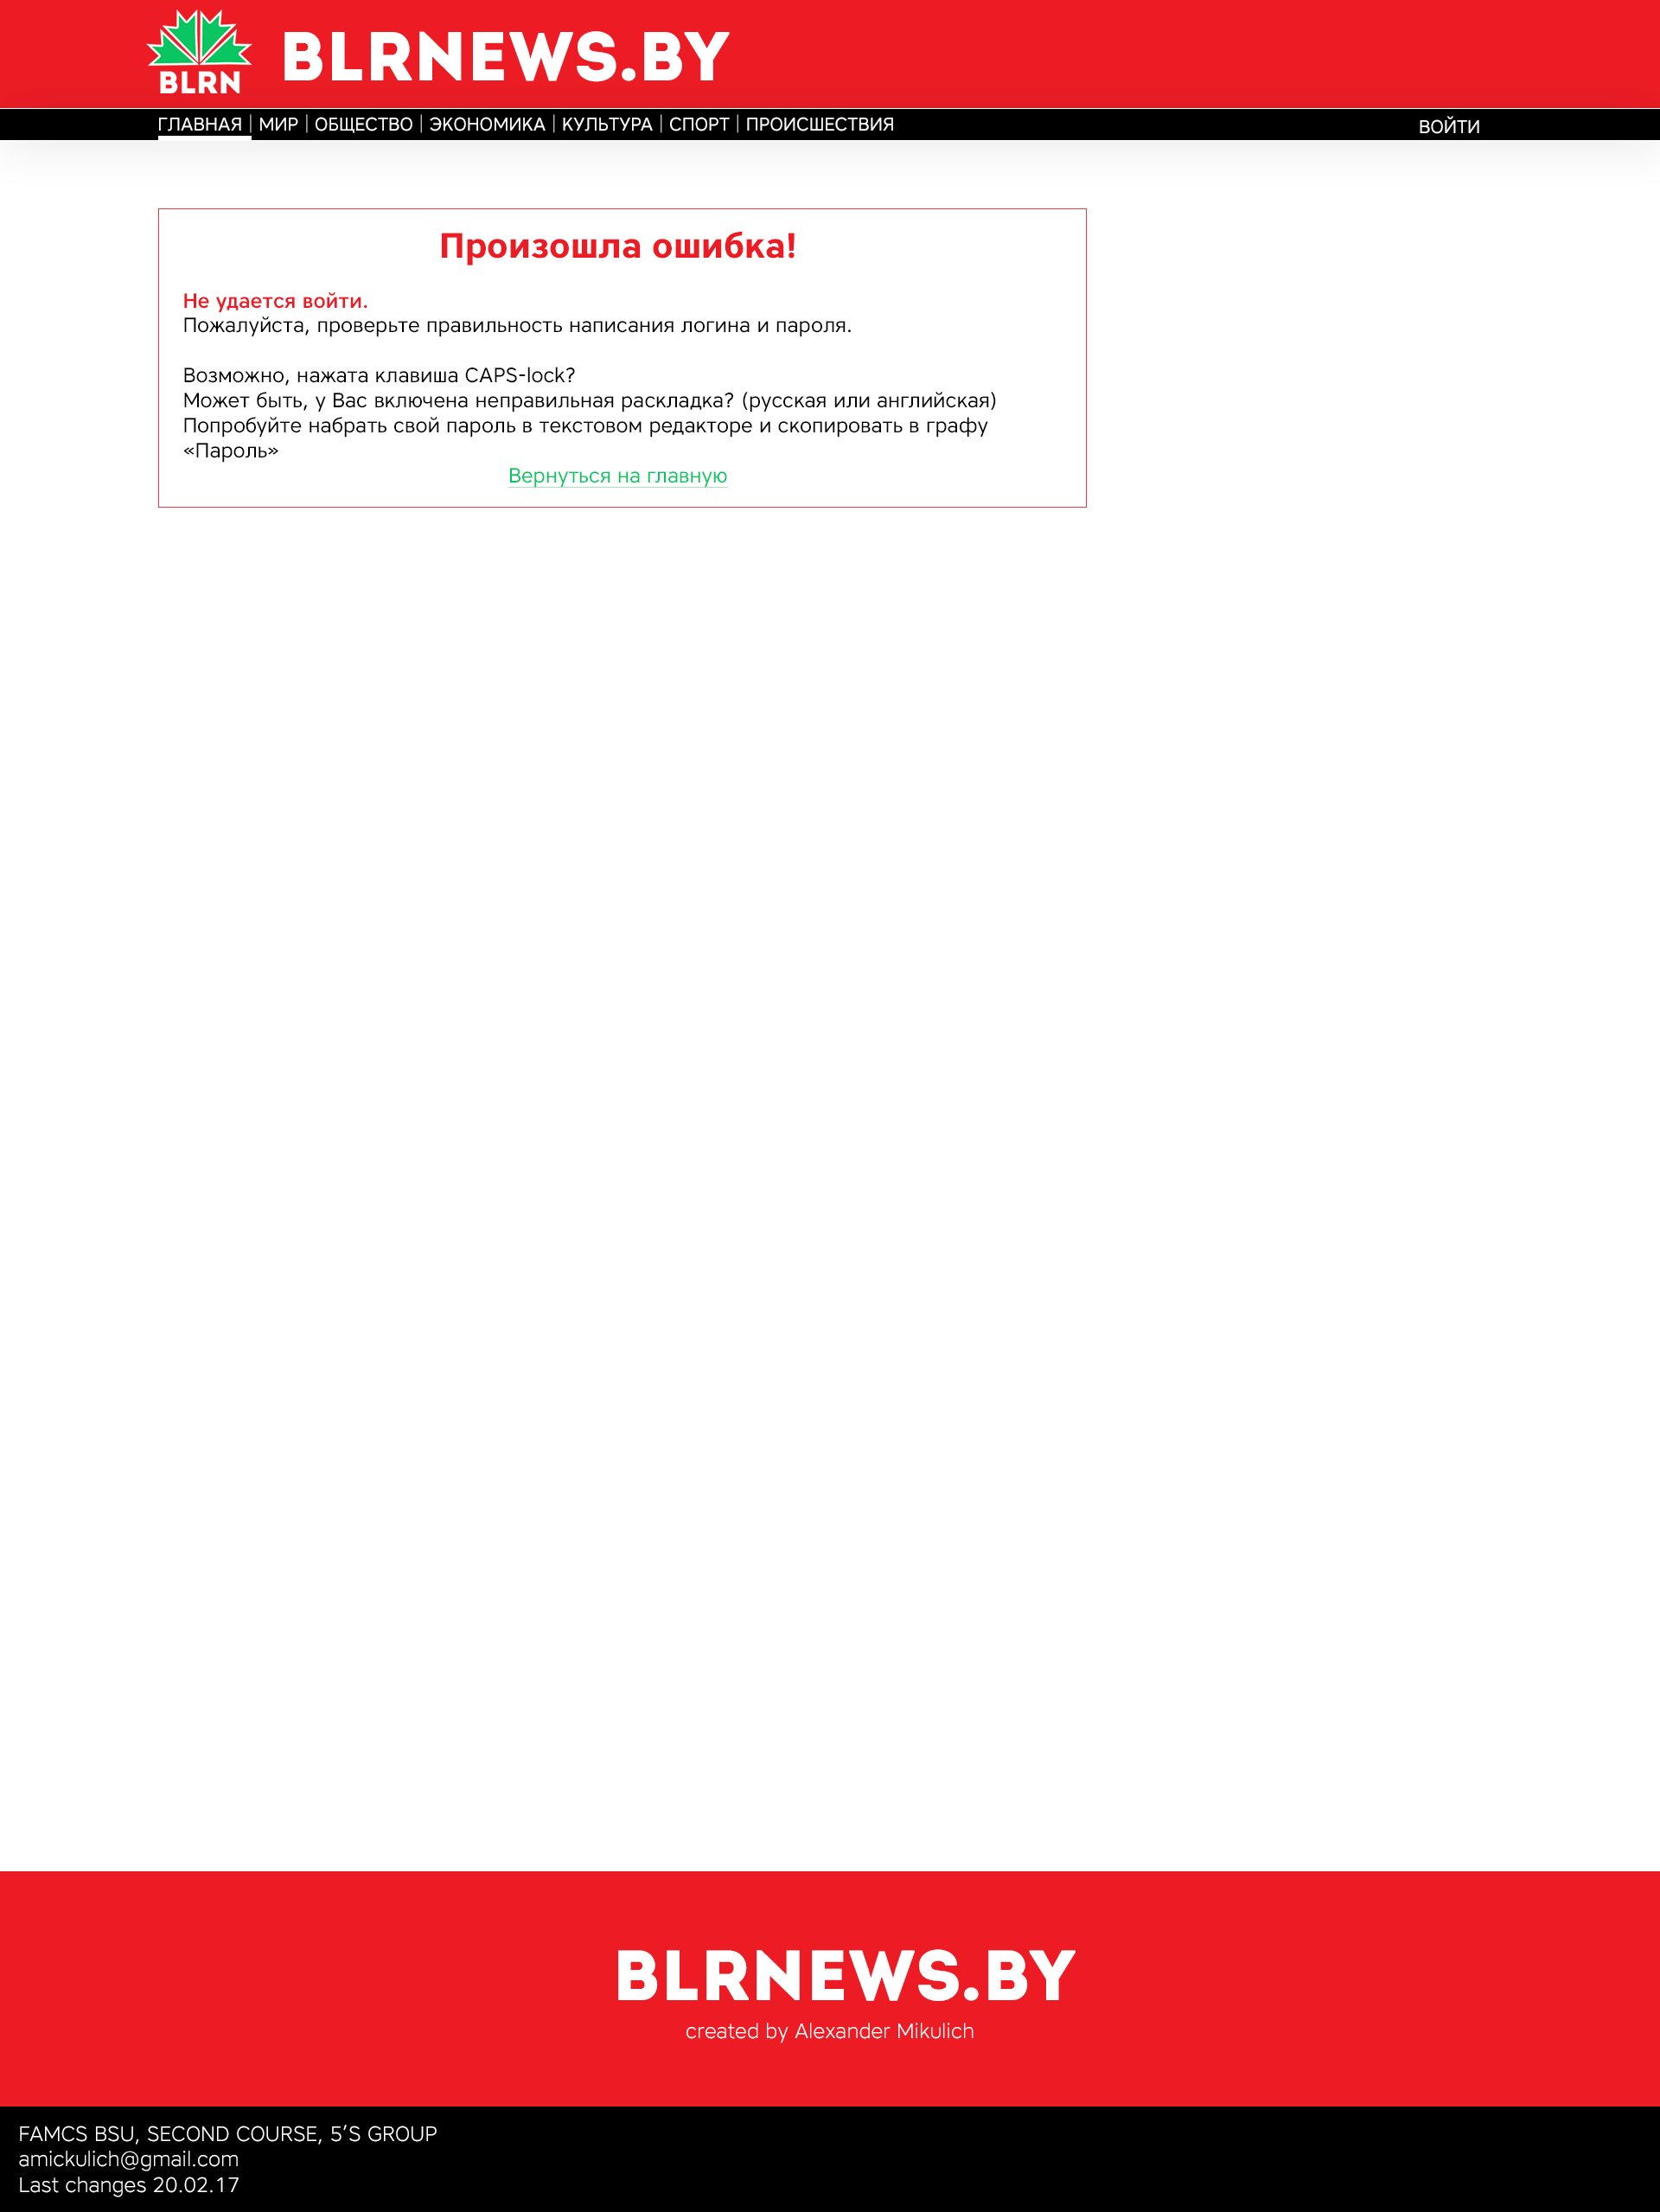 BLRN
BLRNEWS.BY
ГЛАВНАЯ | МИР | ОБЩЕСТВО | ЭКОНОМИКА | КУЛЬТУРА | СПОРТ | ПРОИСШЕСТВИЯ
ВОЙТИ
Произошла ошибка!
Не удается войти.
Пожалуйста, проверьте правильность написания логина и пароля.
Возможно, нажата клавиша CAPS-lock?
Может быть, у Вас включена неправильная раскладка? (русская или английская)
Попробуйте набрать свой пароль в текстовом редакторе и скопировать в графу
«Пароль»
Вернуться на главную
BLRNEWS.BY
created by Alexander Mikulich
FAMCS BSU, SECOND COURSE, 5’S GROUP
amickulich@gmail.com
Last changes 20.02.17